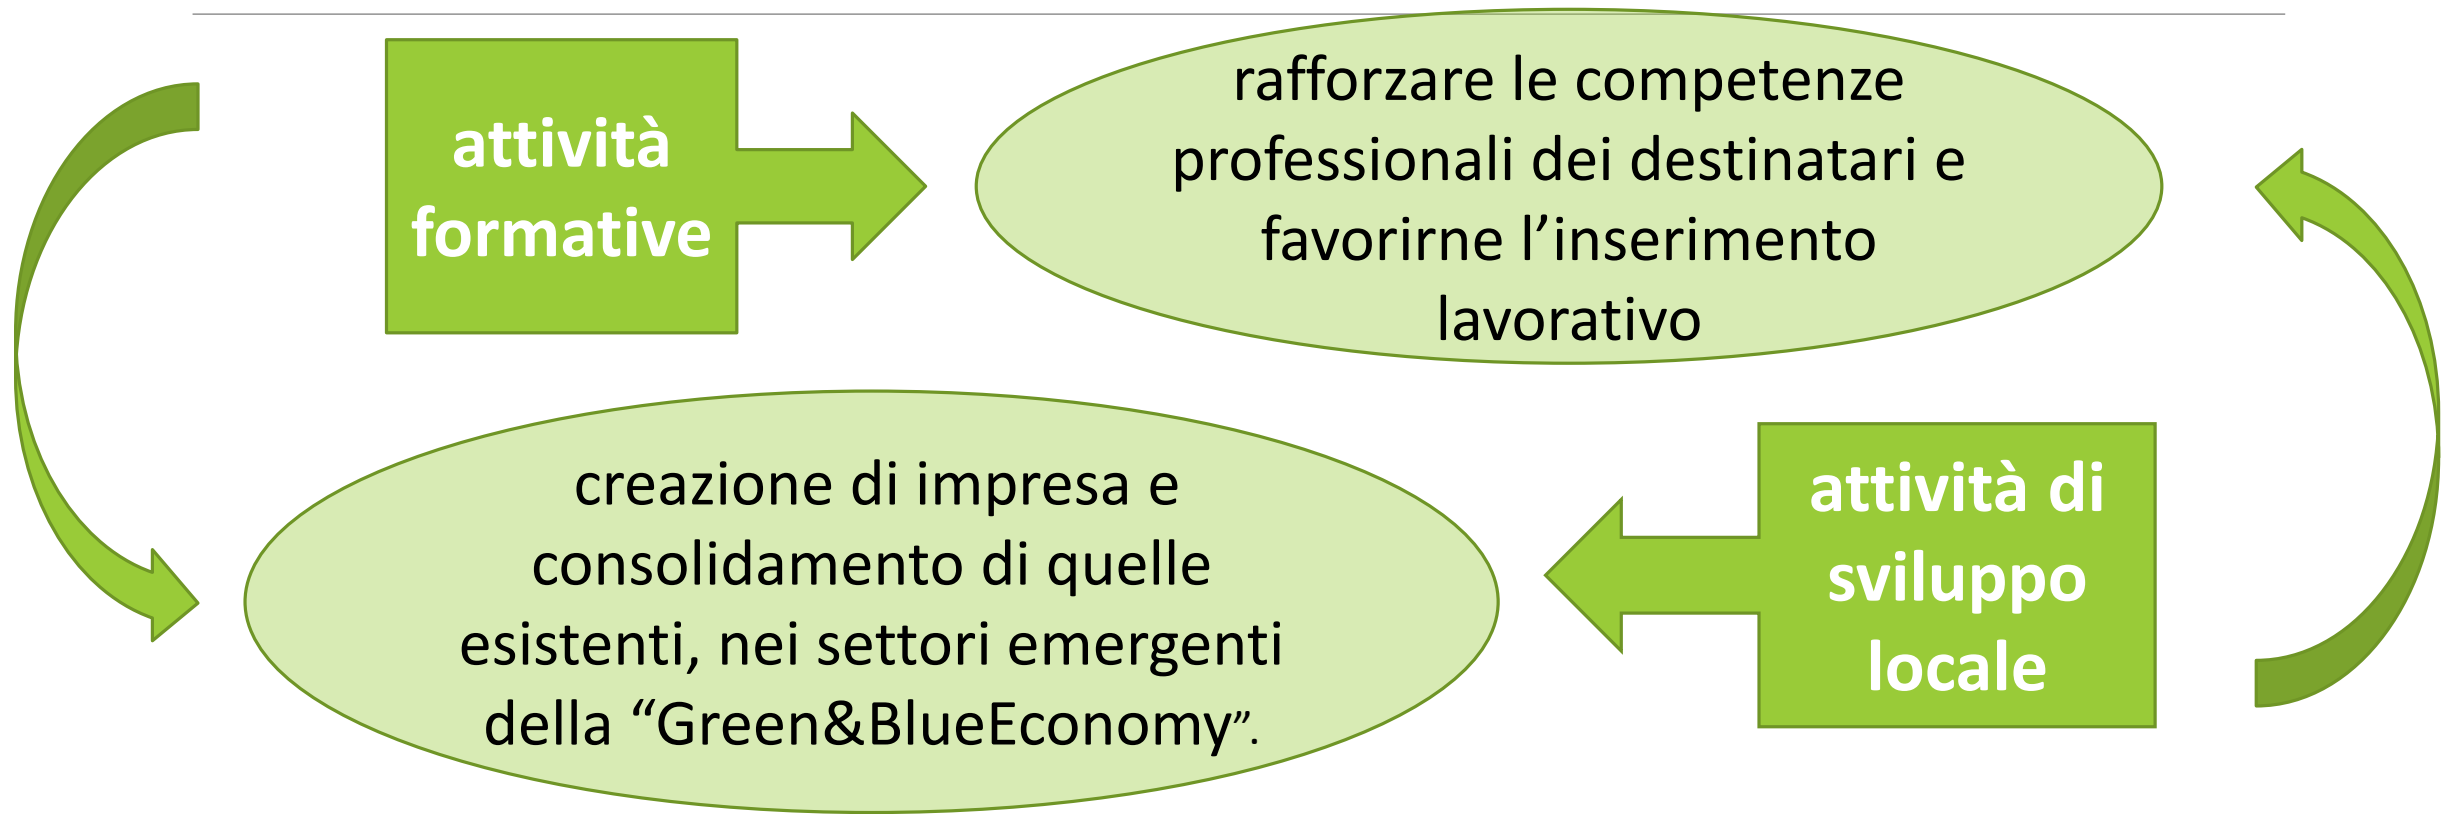 attività
formative
rafforzare le competenze
professionali dei destinatari e
favorirne l’inserimento
lavorativo
creazione di impresa e
consolidamento di quelle
esistenti, nei settori emergenti
della “Green&BlueEconomy”.
attività di
sviluppo
locale